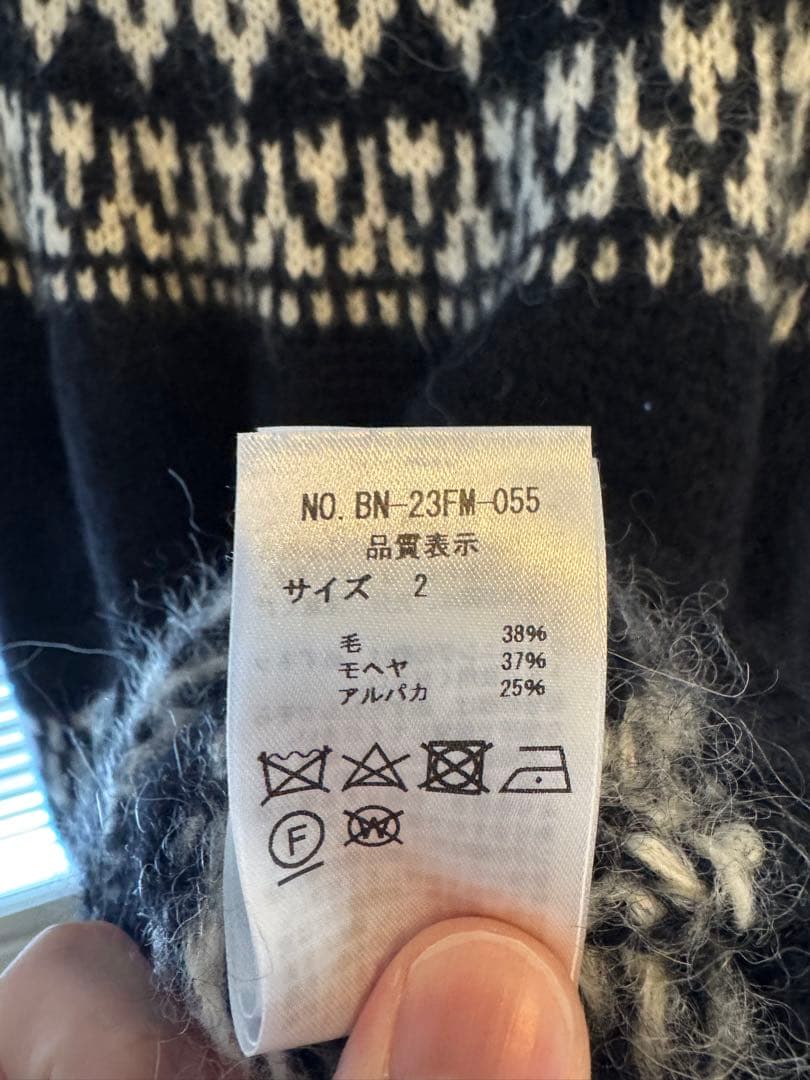 NO. BN-23FM-055
品質表示
サイズ 2
毛 38%
モヘヤ 37%
アルパカ 25%
F
W